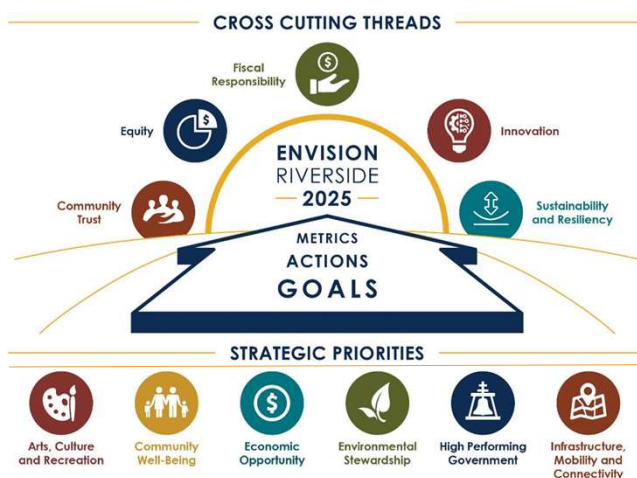 CROSS CUTTING THREADS
Fiscal
Responsibility
Equity
Innovation
Community
Trust
Sustainability
and Resiliency
ENVISION
RIVERSIDE
2025
METRICS
ACTIONS
GOALS
STRATEGIC PRIORITIES
Arts, Culture
and Recreation
Community
Well-Being
Economic
Opportunity
Environmental
Stewardship
High Performing
Government
Infrastructure,
Mobility and
Connectivity